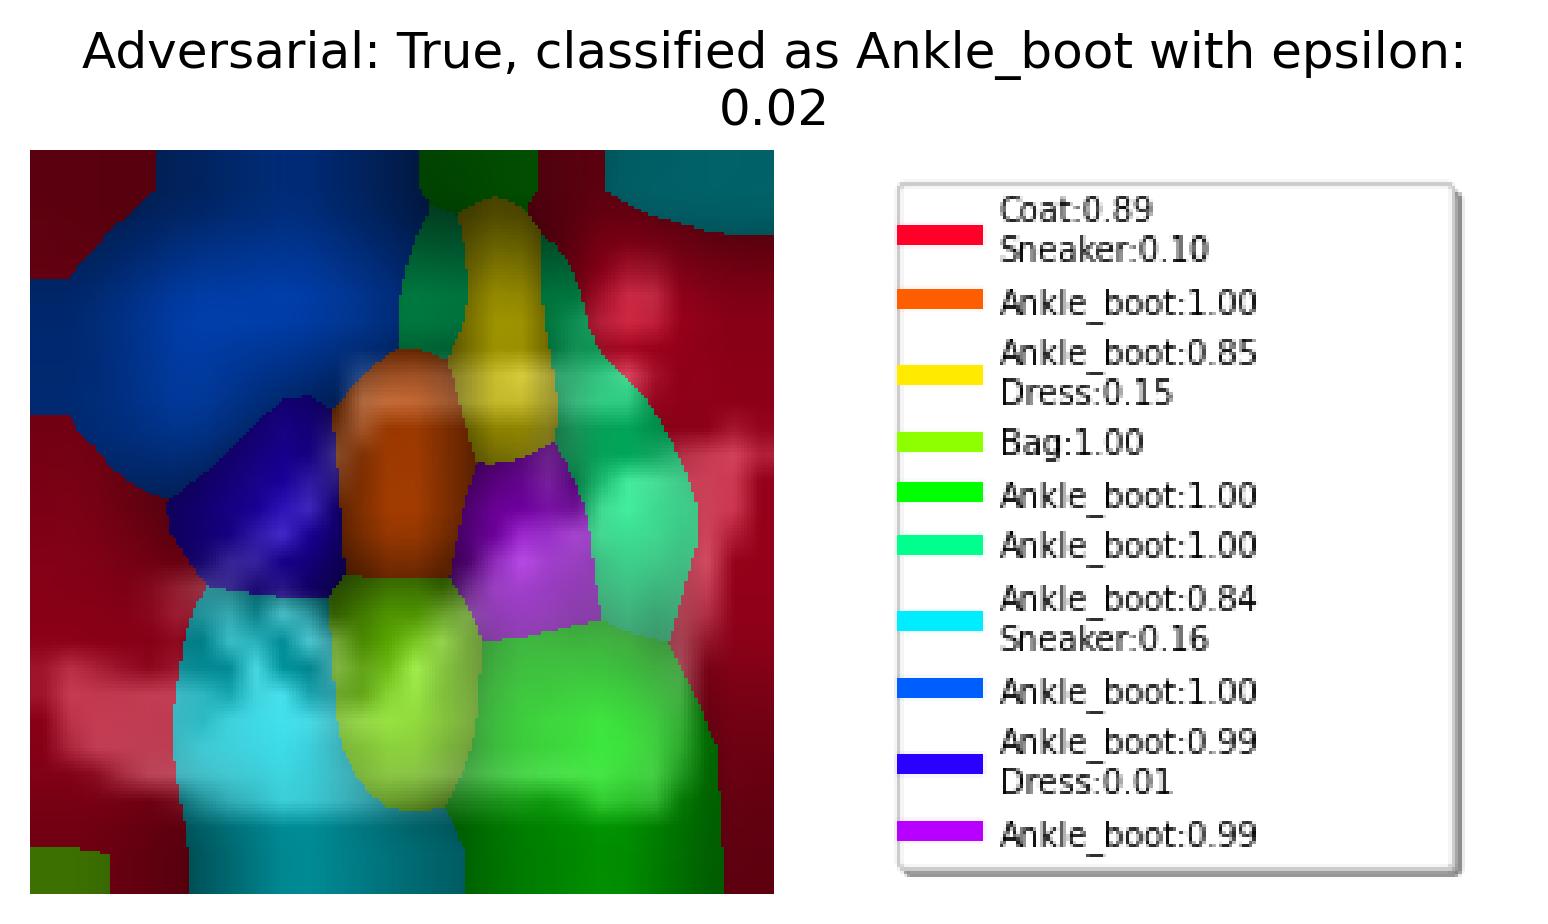 Adversarial: True, classified as Ankle_boot with epsilon:
0.02
Coat:0.89
Sneaker:0.10
Ankle_boot:1.00
Ankle_boot:0.85
Dress:0.15
Bag:1.00
Ankle_boot:1.00
Ankle_boot:1.00
Ankle_boot:0.84
Sneaker:0.16
Ankle_boot:1.00
Ankle_boot:0.99
Dress:0.01
Ankle_boot:0.99